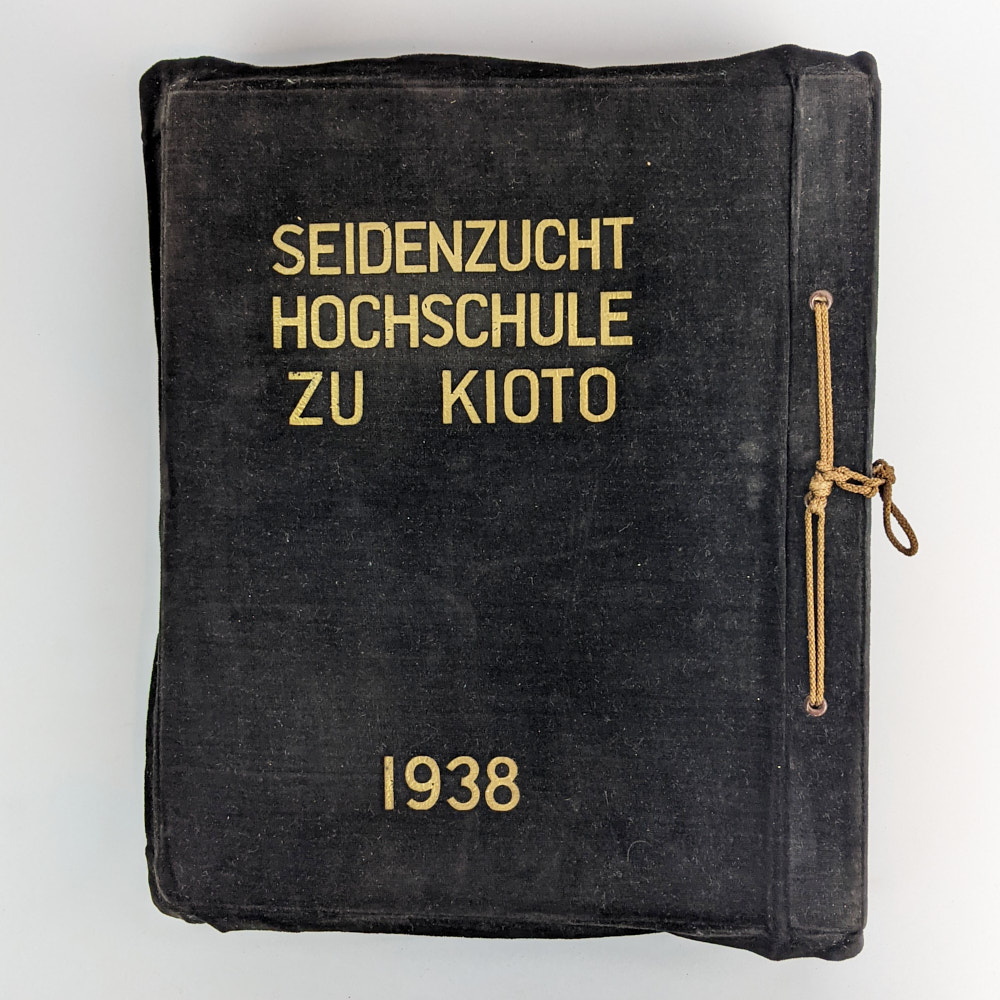 SEIDENZUCHT
HOCHSCHULE
ZU KIOTO
1938